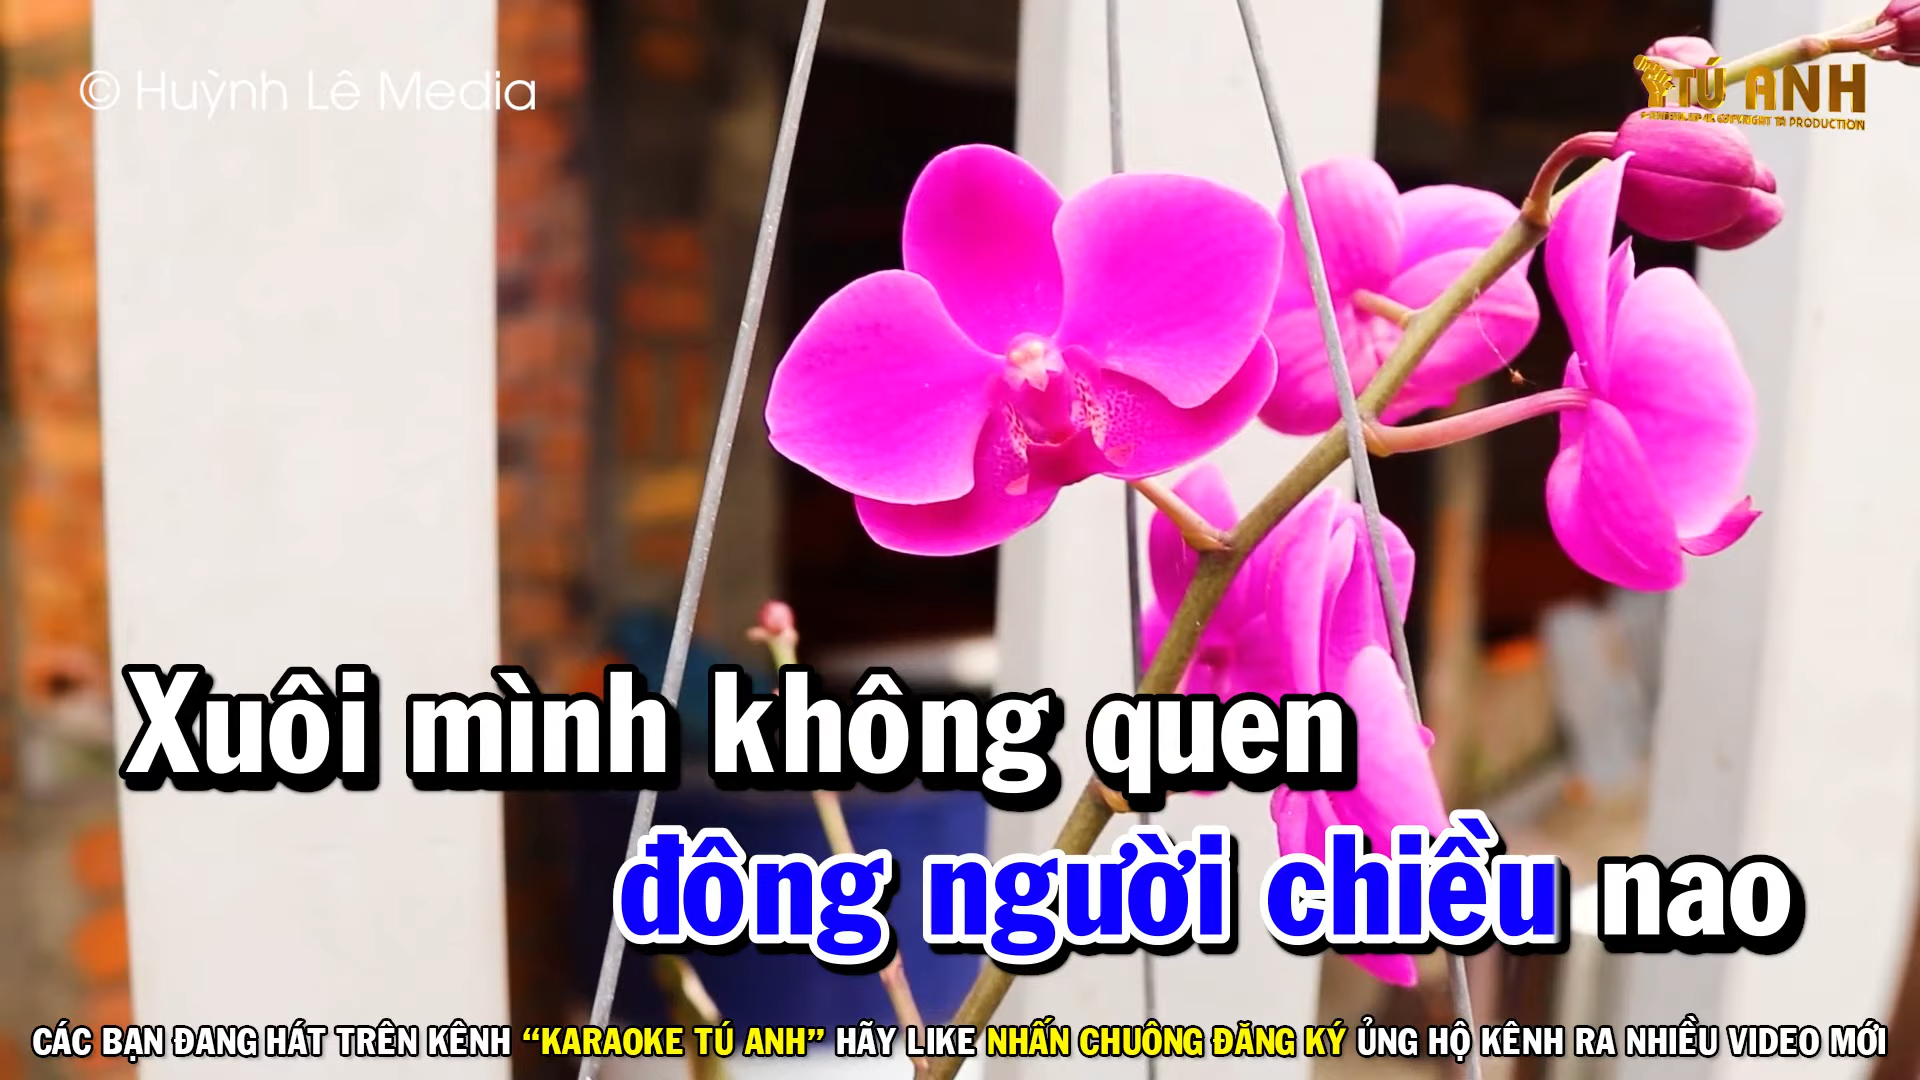 © Huỳnh Lê Media
TÚ ANH
Xuôi mình không quen
đông người chiều nao
CÁC BẠN ĐANG HÁT TRÊN KÊNH “KARAOKE TÚ ANH” HÃY LIKE NHẤN CHUÔNG ĐĂNG KÝ ỦNG HỘ KÊNH RA NHIỀU VIDEO MỚI